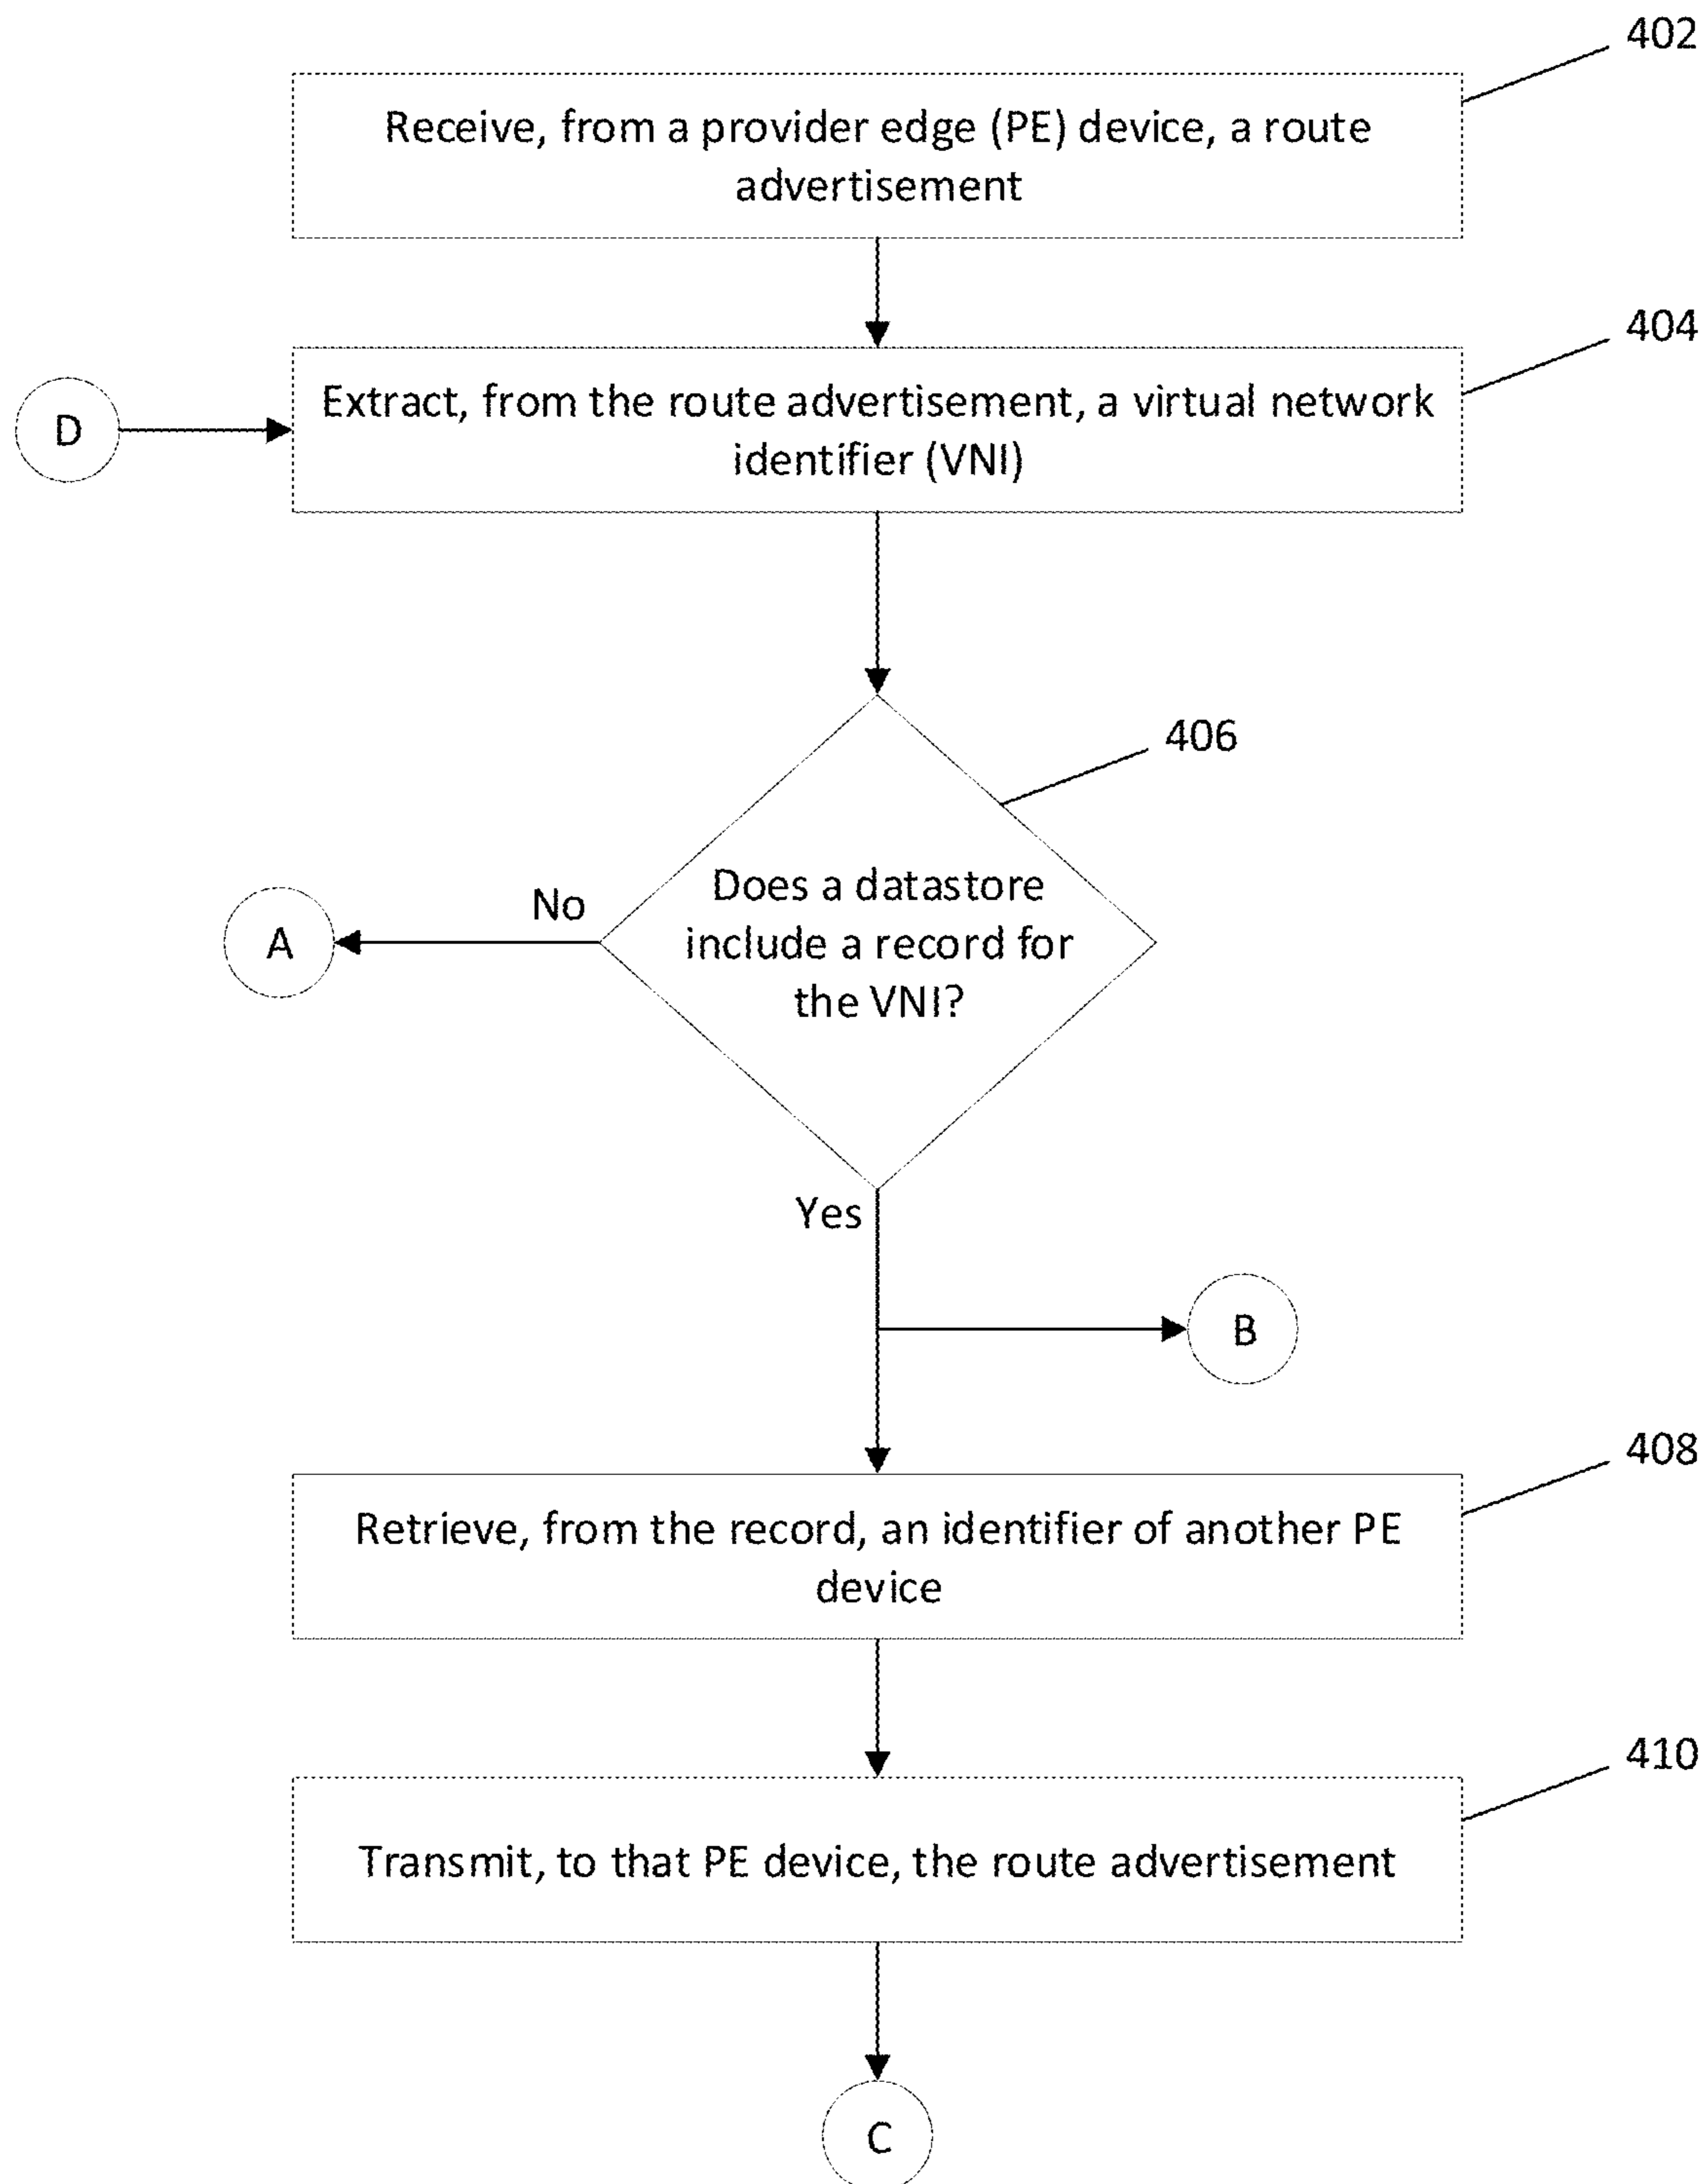 402
Receive, from a provider edge (PE) device, a route
advertisement
404
Extract, from the route advertisement, a virtual network
identifier (VNI)
D
406
Does a datastore
include a record for
the VNI?
No
A
Yes
B
408
Retrieve, from the record, an identifier of another PE
device
410
Transmit, to that PE device, the route advertisement
C